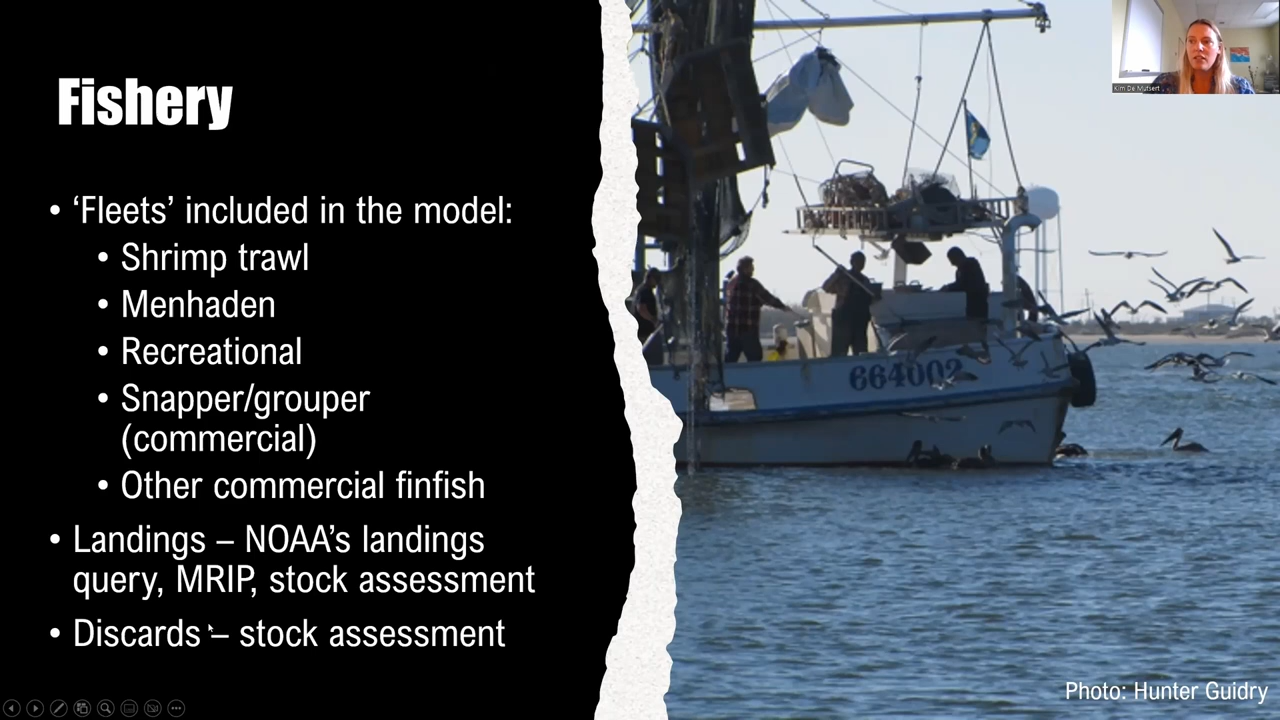 Fishery
• ‘Fleets’ included in the model:
• Shrimp trawl
• Menhaden
• Recreational
• Snapper/grouper
(commercial)
• Other commercial finfish
• Landings – NOAA’s landings
query, MRIP, stock assessment
• Discards – stock assessment
664002
Photo: Hunter Guidry
Kim De Mutsert